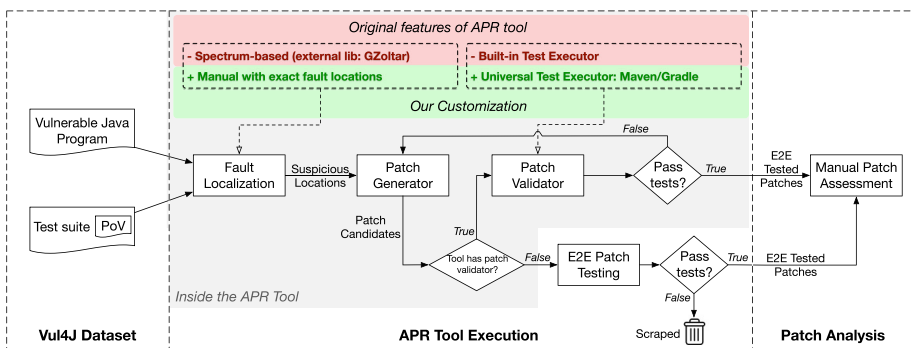 Original features of APR tool
- Spectrum-based (external lib: GZoltar)
+ Manual with exact fault locations
- Built-in Test Executor
+ Universal Test Executor: Maven/Gradle
Our Customization
Vulnerable Java
Program
Test suite
PoV
Fault
Localization
Suspicious
Locations
Patch
Generator
Patch
Candidates
Tool has patch
validator?
True
Patch
Validator
False
Pass
tests?
True
False
E2E Patch
Testing
Pass
tests?
True
False
Scraped
E2E
Tested
Patches
E2E Tested
Patches
Manual Patch
Assessment
Inside the APR Tool
Vul4J Dataset
APR Tool Execution
Patch Analysis